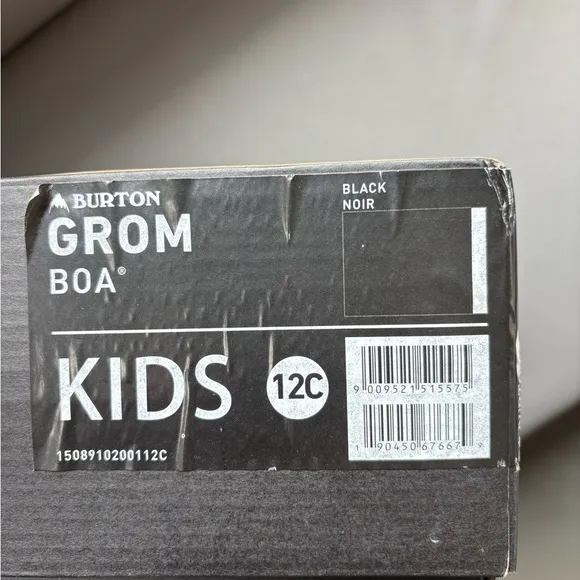 BURTON
GROM
BOA®
BLACK
NOIR
KIDS
12C
9 009521 515575
1 90450 67667 9
1508910200112C